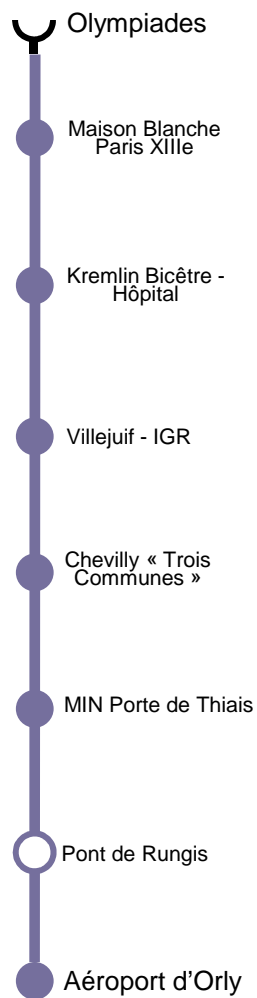 Olympiades
Maison Blanche
Paris XIIIe
Kremlin Bicêtre -
Hôpital
Villejuif - IGR
Chevilly « Trois
Communes »
MIN Porte de Thiais
Pont de Rungis
Aéroport d’Orly